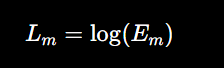 L_m = log(E_m)